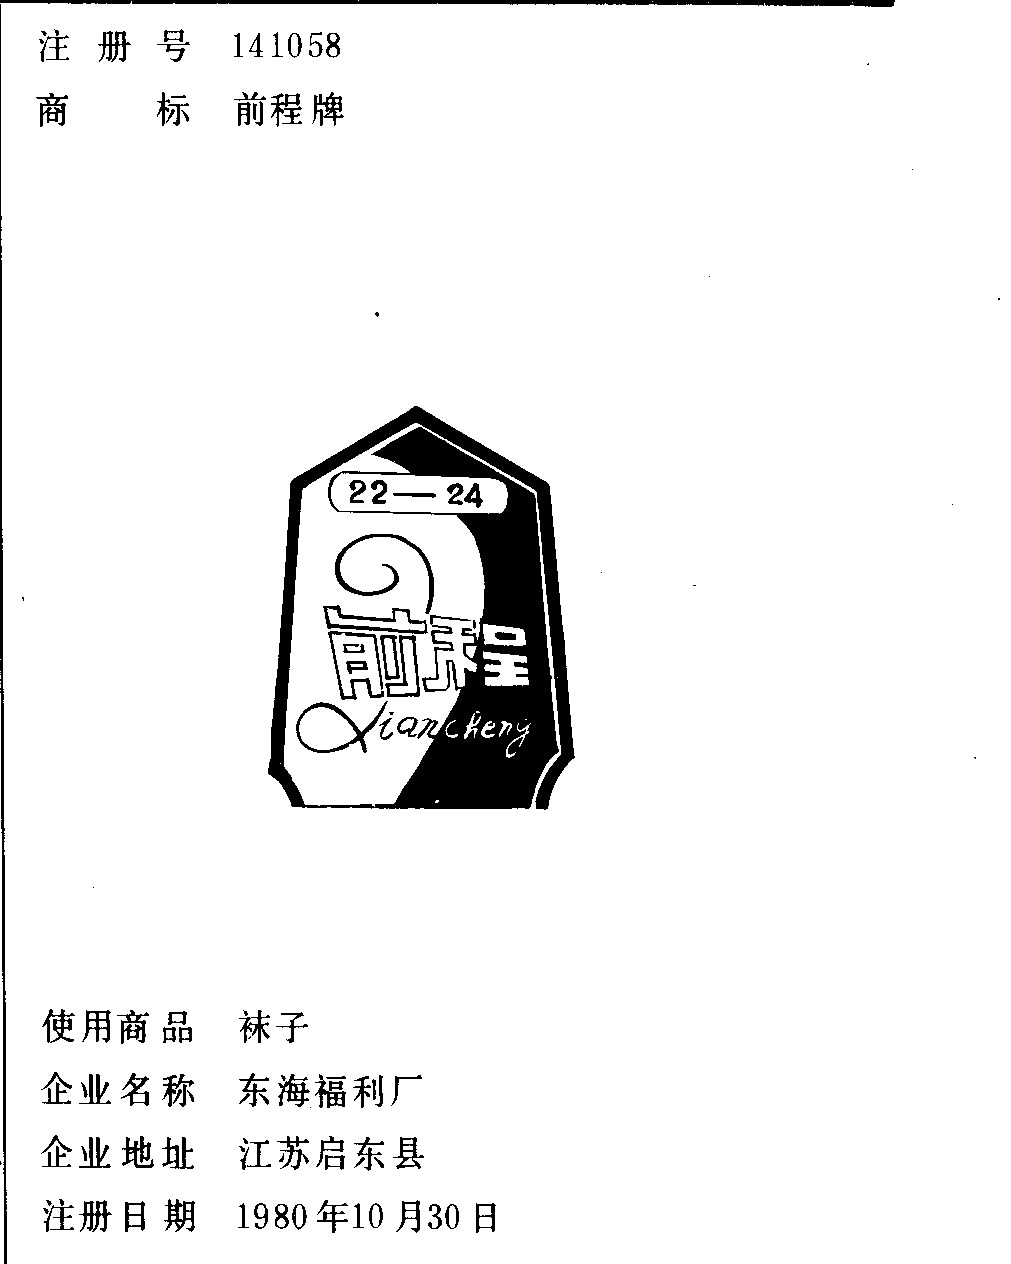 注册号 141058
商标 前程牌
22—24
前程
Qiancheng
使用商品 袜子
企业名称 东海福利厂
企业地址 江苏启东县
注册日期 1980年10月30日